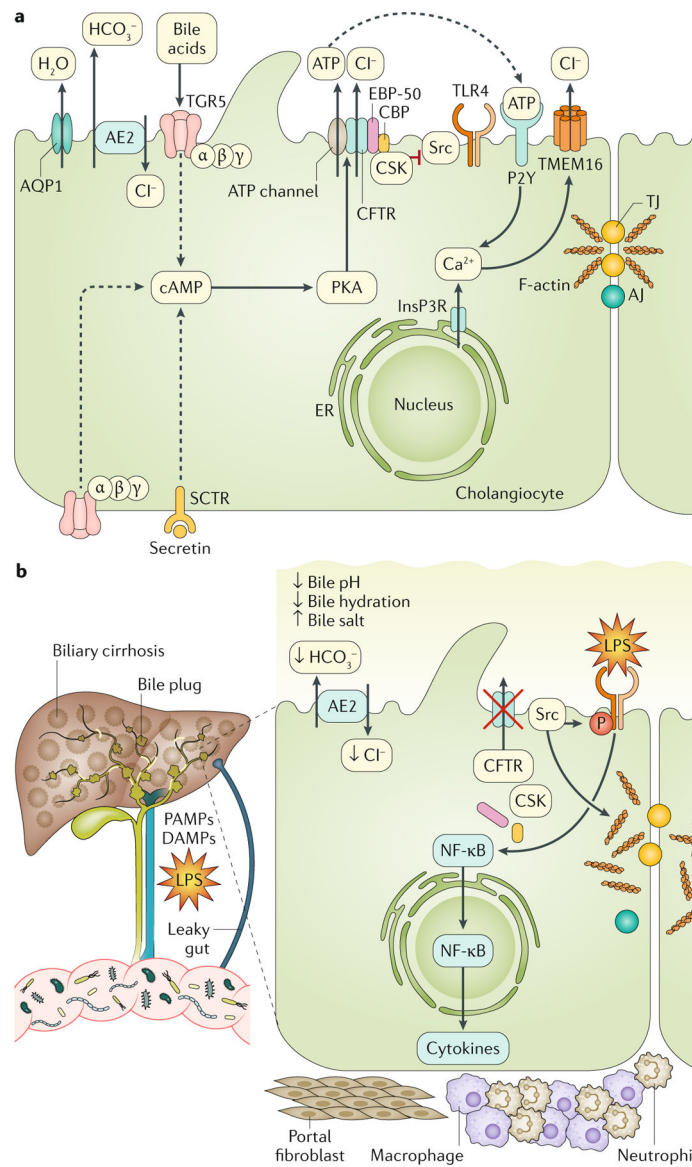 a
HCO₃⁻
Bile
acids
H₂O
ATP
Cl⁻
Cl⁻
EBP-50
CBP
TLR4
ATP
TGR5
AE2
α β γ
CSK
Src
AQP1
Cl⁻
ATP channel
CFTR
P2Y
TMEM16
TJ
cAMP
PKA
Ca²⁺
F-actin
AJ
InsP3R
ER
Nucleus
α β γ
SCTR
Cholangiocyte
Secretin
b
↓ Bile pH
↓ Bile hydration
↑ Bile salt
LPS
Biliary cirrhosis
↓ HCO₃⁻
Bile plug
AE2
Src
P
↓ Cl⁻
CFTR
CSK
PAMPs
DAMPs
LPS
NF-κB
Leaky
gut
NF-κB
Cytokines
Portal
fibroblast
Macrophage
Neutrophi